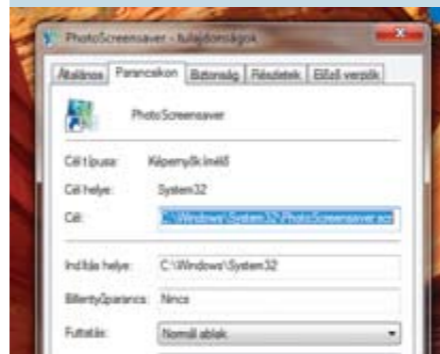 PhotoScreensaver - tulajdonságok
Általános Parancsikon Biztonság Részletek Előző verziók
PhotoScreensaver
Cél típusa: Képernyőkímélő
Cél helye: System32
Cél: C:\Windows\System32\PhotoScreensaver.scr
Indítás helye: C:\Windows\System32
Billentyűparancs: Nincs
Futtatás: Normál ablak